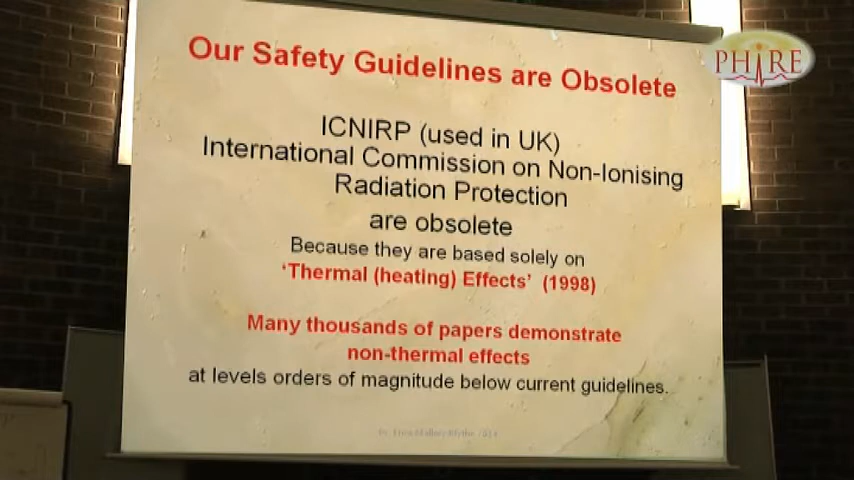 Our Safety Guidelines are Obsolete
PHIRE
ICNIRP (used in UK)
International Commission on Non-Ionising
Radiation Protection
are obsolete
Because they are based solely on
‘Thermal (heating) Effects’ (1998)
Many thousands of papers demonstrate
non-thermal effects
at levels orders of magnitude below current guidelines.